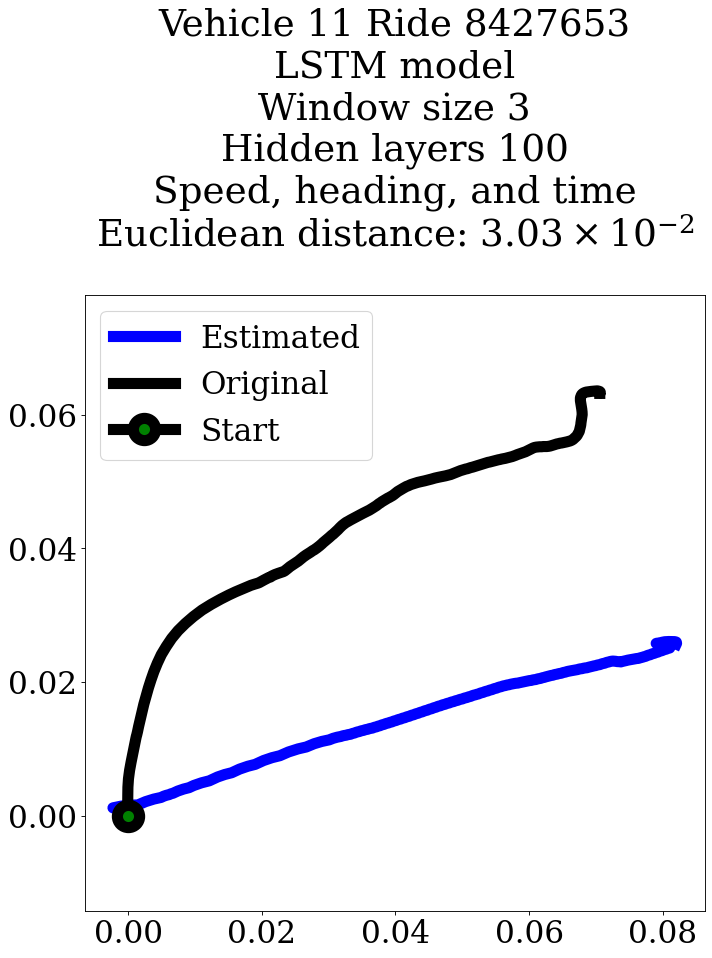 Vehicle 11 Ride 8427653
LSTM model
Window size 3
Hidden layers 100
Speed, heading, and time
Euclidean distance: 3.03 × 10⁻²
Estimated
Original
Start
0.06
0.04
0.02
0.00
0.00 0.02 0.04 0.06 0.08